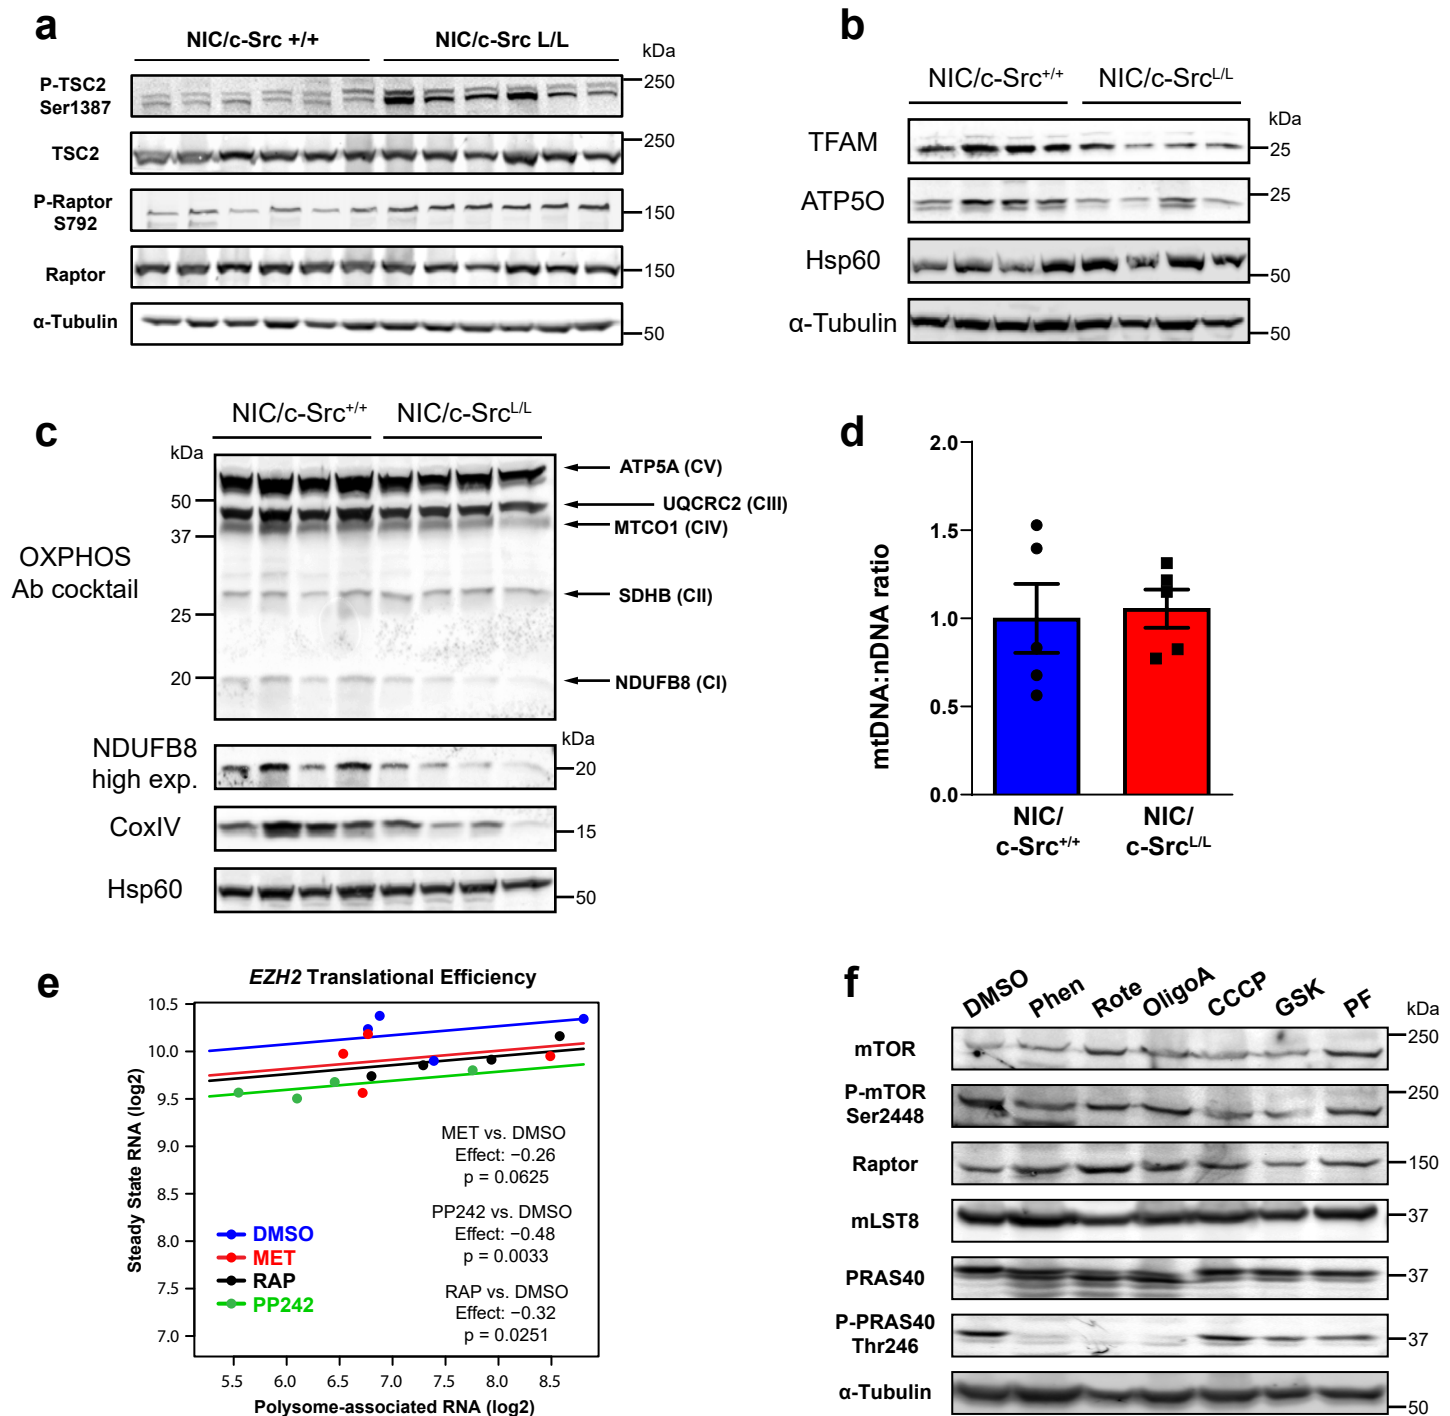 a
NIC/c-Src +/+
NIC/c-Src L/L
kDa
P-TSC2
Ser1387
250
TSC2
250
P-Raptor
S792
150
Raptor
150
α-Tubulin
50
b
NIC/c-Src+/+
NIC/c-SrcL/L
kDa
TFAM
25
ATP5O
25
Hsp60
50
α-Tubulin
50
c
NIC/c-Src+/+
NIC/c-SrcL/L
kDa
50
37
25
20
OXPHOS
Ab cocktail
ATP5A (CV)
UQCRC2 (CIII)
MTCO1 (CIV)
SDHB (CII)
NDUFB8 (CI)
kDa
NDUFB8
high exp.
20
CoxIV
15
Hsp60
50
d
mtDNA:nDNA ratio
2.0
1.5
1.0
0.5
0.0
NIC/
c-Src+/+
NIC/
c-SrcL/L
e
EZH2 Translational Efficiency
Steady State RNA (log2)
10.5
10.0
9.5
9.0
8.5
8.0
7.5
7.0
MET vs. DMSO
Effect: −0.26
p = 0.0625
PP242 vs. DMSO
Effect: −0.48
p = 0.0033
RAP vs. DMSO
Effect: −0.32
p = 0.0251
DMSO
MET
RAP
PP242
5.5 6.0 6.5 7.0 7.5 8.0 8.5
Polysome-associated RNA (log2)
f
DMSO Phen Rote OligoA CCCP GSK PF
kDa
mTOR
250
P-mTOR
Ser2448
250
Raptor
150
mLST8
37
PRAS40
37
P-PRAS40
Thr246
37
α-Tubulin
50